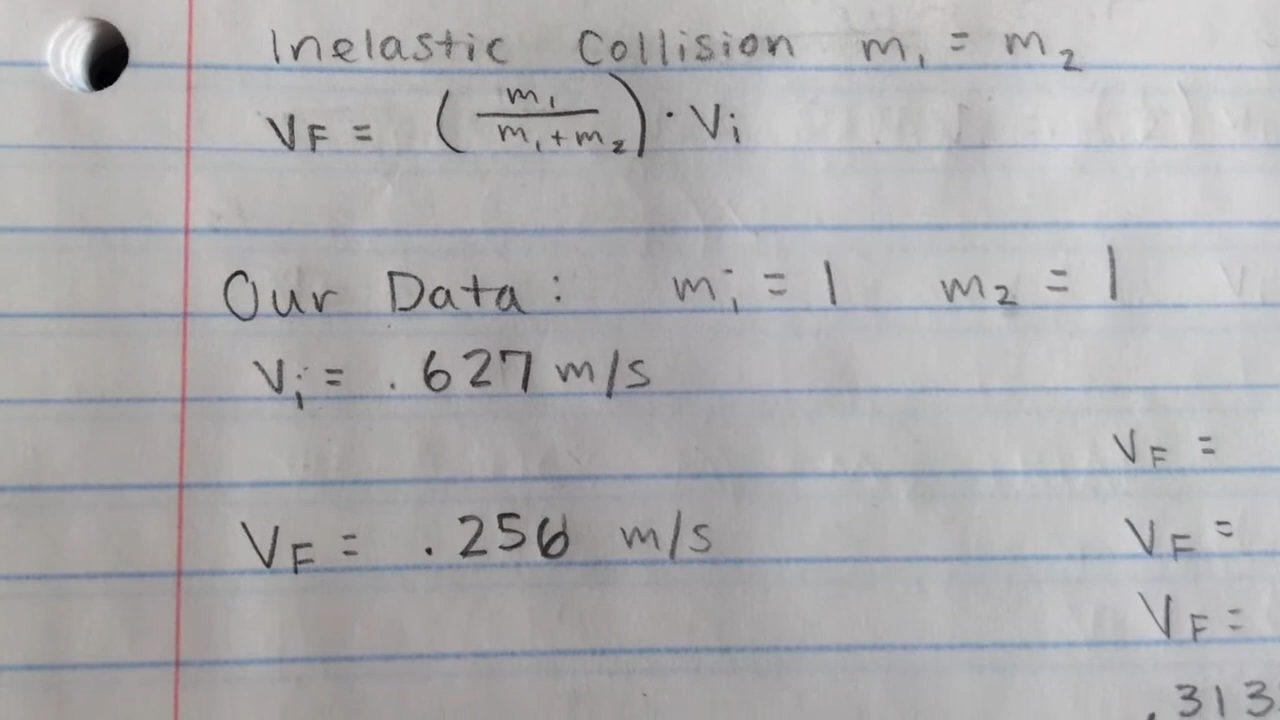 Inelastic Collision m₁ = m₂
VF = (m₁/m₁+m₂) · Vi
Our Data: m₁ = 1 m₂ = 1
Vi = .627 m/s
VF =
VF = .256 m/s
VF =
VF =
.313